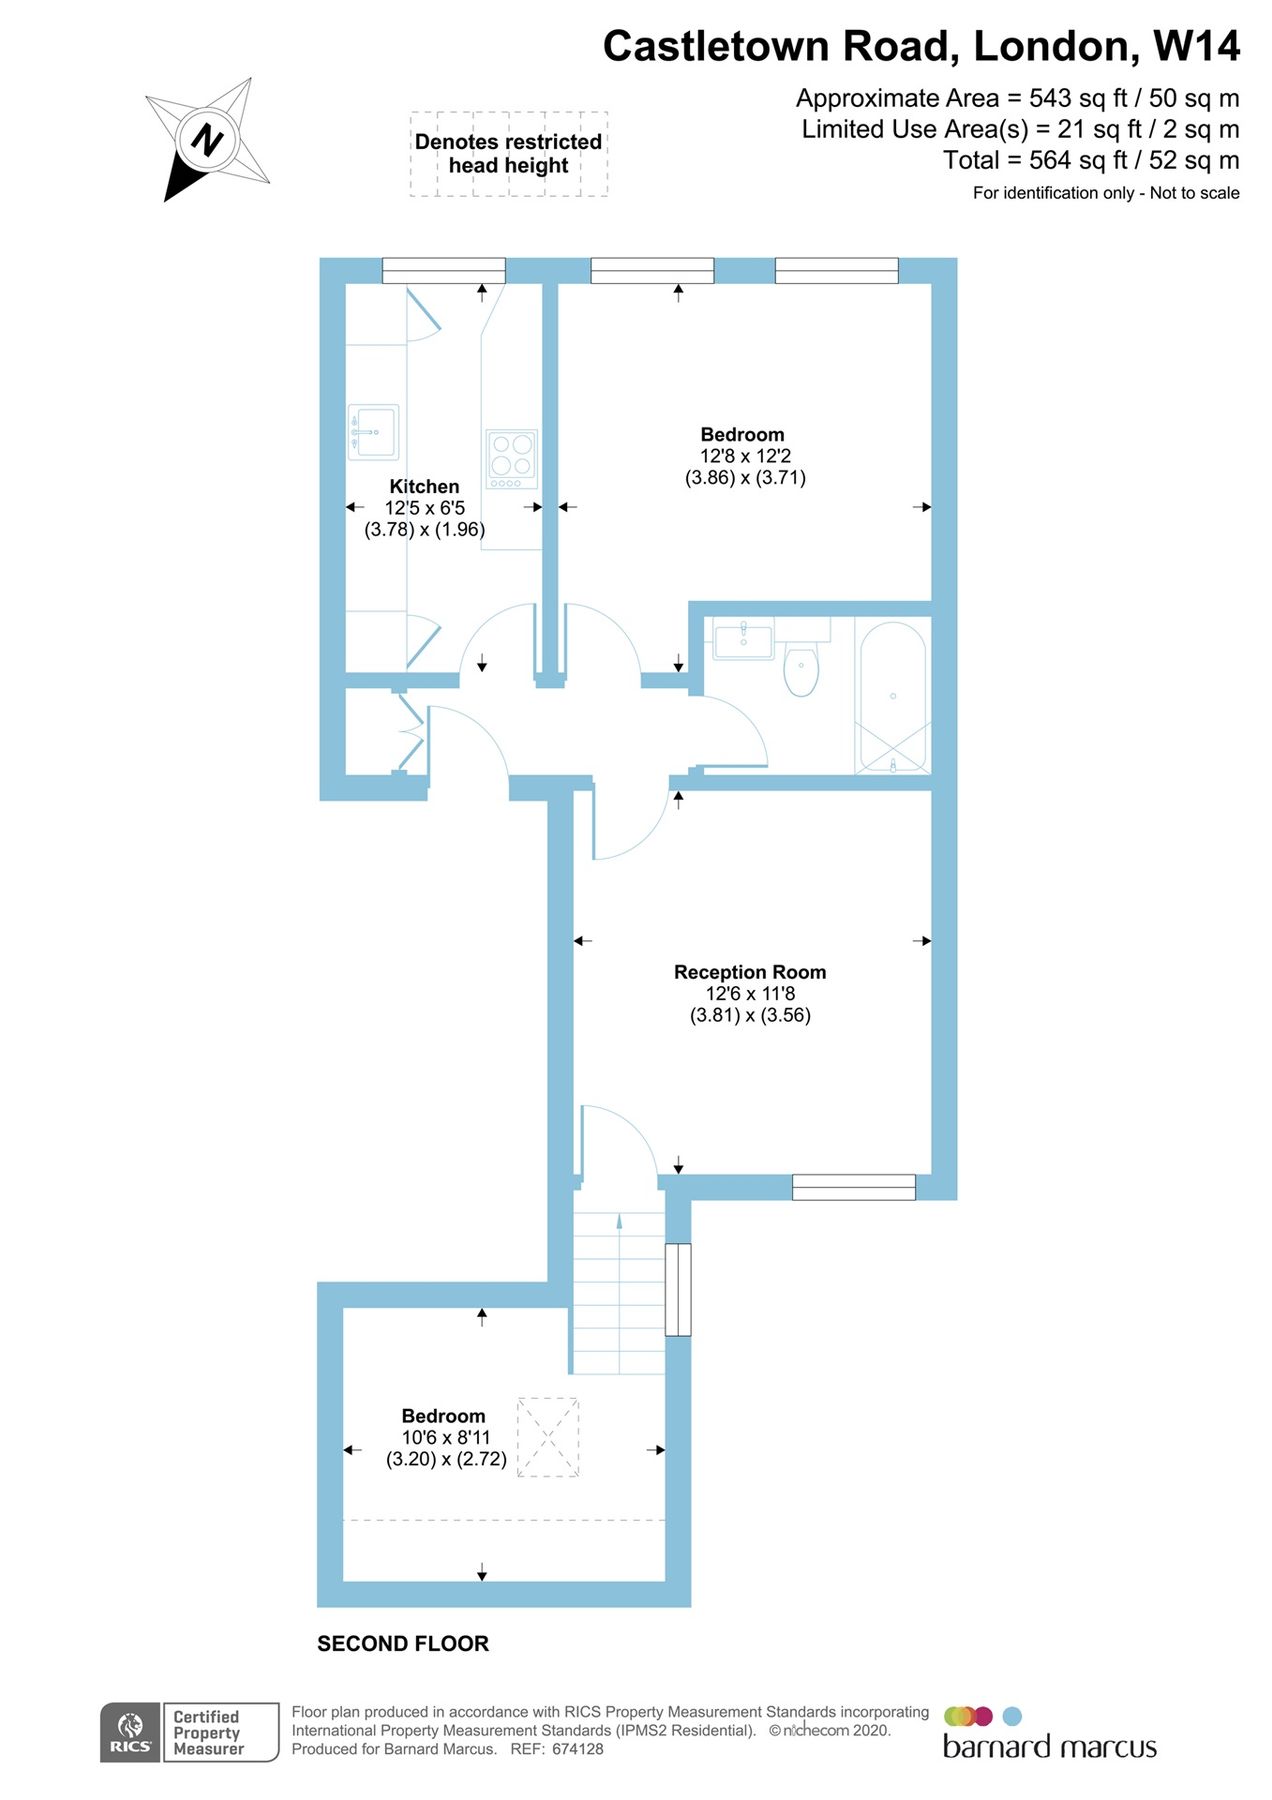 Castletown Road, London, W14
Approximate Area = 543 sq ft / 50 sq m
Limited Use Area(s) = 21 sq ft / 2 sq m
Total = 564 sq ft / 52 sq m
For identification only - Not to scale
N
Denotes restricted
head height
Bedroom
12'8 x 12'2
(3.86) x (3.71)
Kitchen
12'5 x 6'5
(3.78) x (1.96)
Reception Room
12'6 x 11'8
(3.81) x (3.56)
Bedroom
10'6 x 8'11
(3.20) x (2.72)
SECOND FLOOR
RICS
Certified
Property
Measurer
Floor plan produced in accordance with RICS Property Measurement Standards incorporating
International Property Measurement Standards (IPMS2 Residential). © nıchecom 2020.
Produced for Barnard Marcus. REF: 674128
barnard marcus